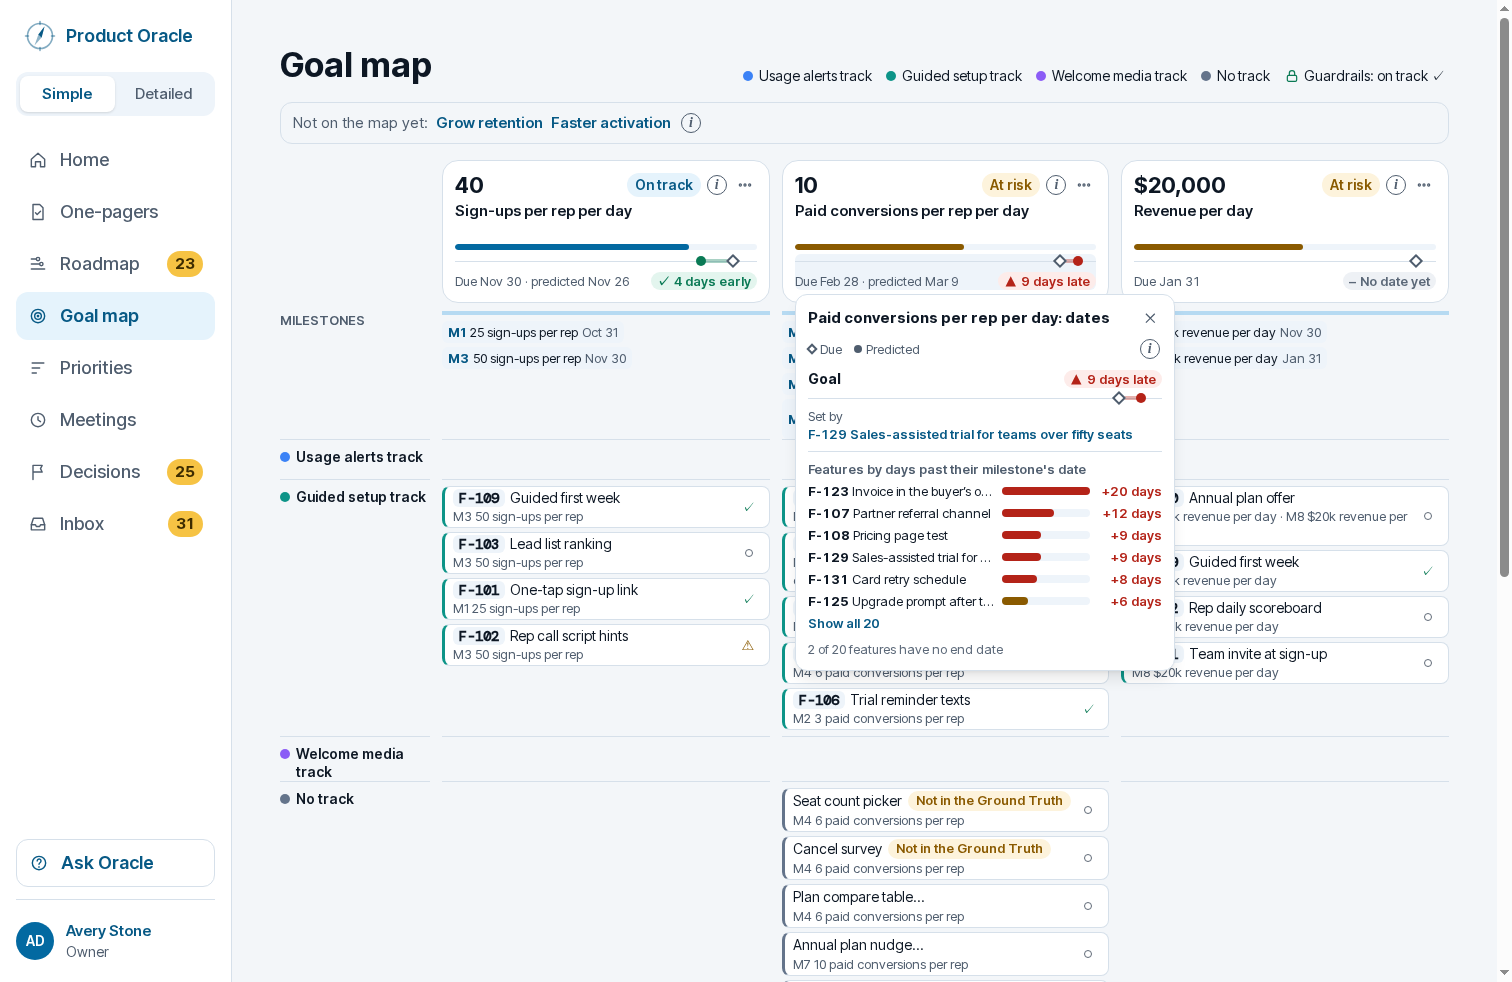 Product Oracle
Simple Detailed
Home
One-pagers
Roadmap 23
Goal map
Priorities
Meetings
Decisions 25
Inbox 31
Ask Oracle
AD
Avery Stone
Owner
Goal map
Usage alerts track Guided setup track Welcome media track No track Guardrails: on track ✓
Not on the map yet: Grow retention Faster activation i
40 On track i •••
Sign-ups per rep per day
Due Nov 30 · predicted Nov 26 ✓ 4 days early
10 At risk i •••
Paid conversions per rep per day
Due Feb 28 · predicted Mar 9 ▲ 9 days late
$20,000 At risk i •••
Revenue per day
Due Jan 31 – No date yet
MILESTONES
M1 25 sign-ups per rep Oct 31
M3 50 sign-ups per rep Nov 30
k revenue per day Nov 30
k revenue per day Jan 31
Paid conversions per rep per day: dates
Due Predicted i
Goal ▲ 9 days late
Set by
F-129 Sales-assisted trial for teams over fifty seats
Features by days past their milestone's date
F-123 Invoice in the buyer's o... +20 days
F-107 Partner referral channel +12 days
F-108 Pricing page test +9 days
F-129 Sales-assisted trial for ... +9 days
F-131 Card retry schedule +8 days
F-125 Upgrade prompt after t... +6 days
Show all 20
2 of 20 features have no end date
Usage alerts track
Guided setup track
F-109 Guided first week
M3 50 sign-ups per rep ✓
F-103 Lead list ranking
M3 50 sign-ups per rep
F-101 One-tap sign-up link
M1 25 sign-ups per rep ✓
F-102 Rep call script hints
M3 50 sign-ups per rep ⚠
M4 6 paid conversions per rep
F-106 Trial reminder texts
M2 3 paid conversions per rep ✓
Annual plan offer
k revenue per day · M8 $20k revenue per
Guided first week
k revenue per day ✓
Rep daily scoreboard
k revenue per day
Team invite at sign-up
M8 $20k revenue per day
Welcome media
track
No track
Seat count picker Not in the Ground Truth
M4 6 paid conversions per rep
Cancel survey Not in the Ground Truth
M4 6 paid conversions per rep
Plan compare table...
M4 6 paid conversions per rep
Annual plan nudge...
M7 10 paid conversions per rep